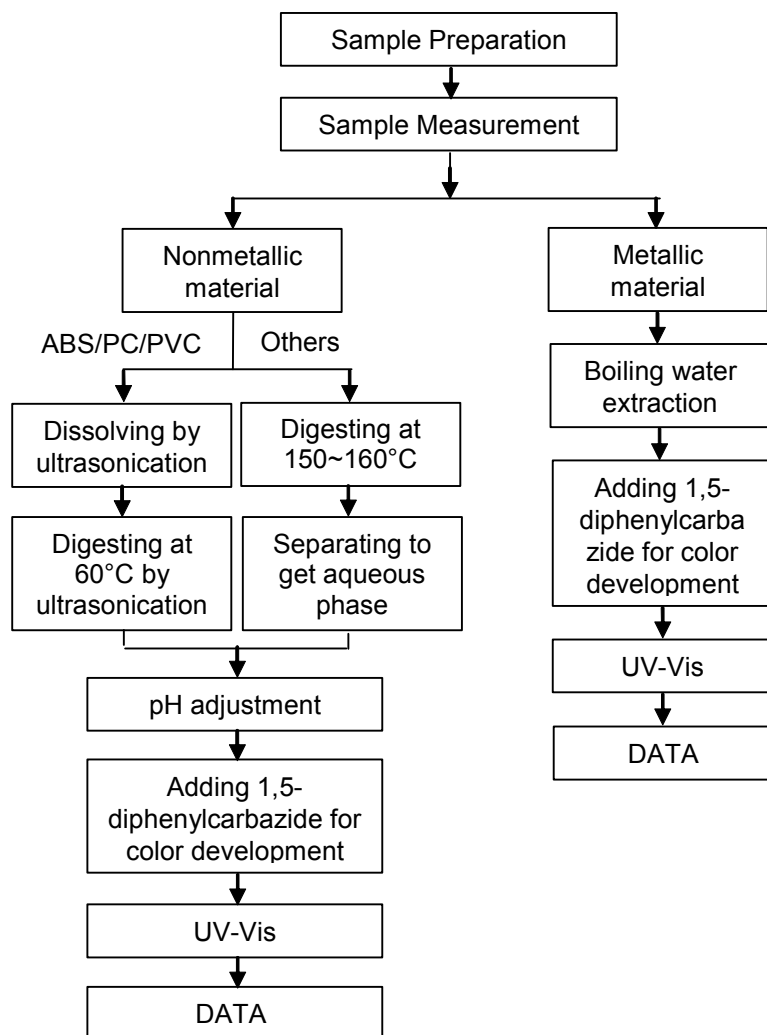 Sample Preparation
Sample Measurement
Nonmetallic
material
Metallic
material
ABS/PC/PVC
Others
Boiling water
extraction
Dissolving by
ultrasonication
Digesting at
150~160°C
Adding 1,5-
diphenylcarba
zide for color
development
Digesting at
60°C by
ultrasonication
Separating to
get aqueous
phase
UV-Vis
pH adjustment
DATA
Adding 1,5-
diphenylcarbazide for
color development
UV-Vis
DATA